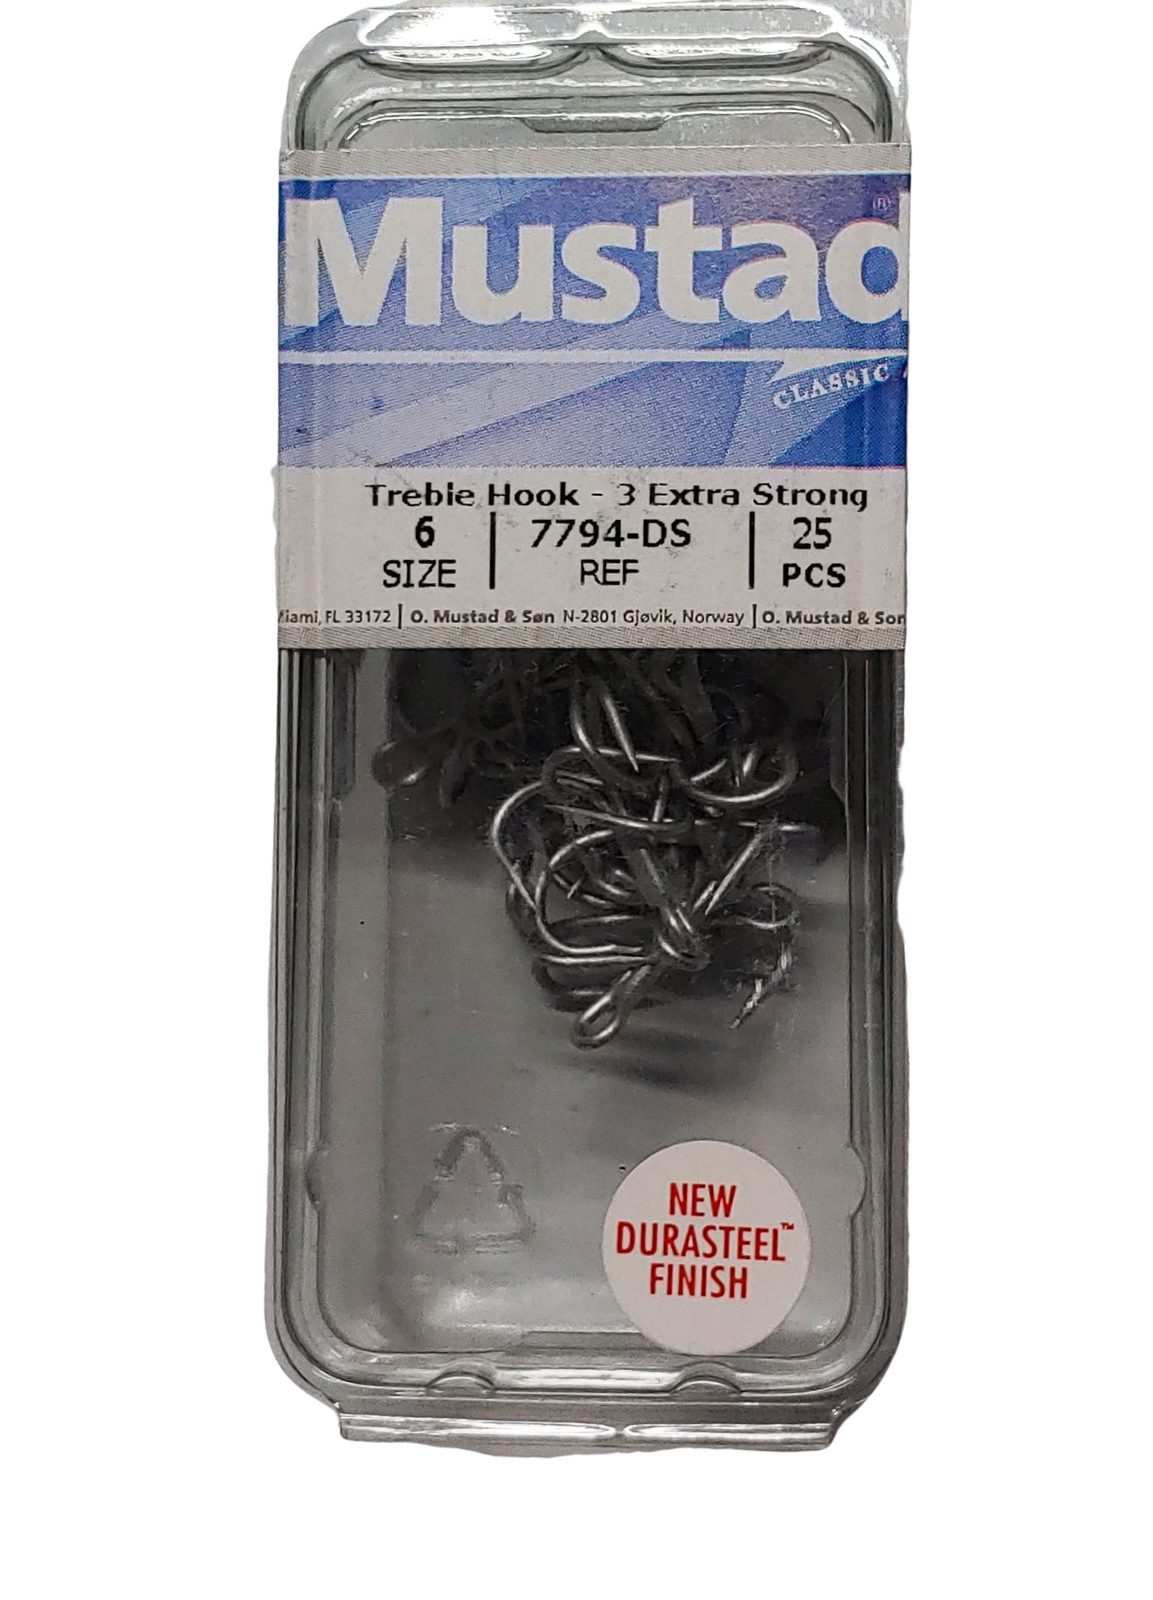 Mustad®
CLASSIC
Treble Hook - 3 Extra Strong
6 | 7794-DS | 25
SIZE REF PCS
iami, FL 33172 | O. Mustad & Søn N-2801 Gjøvik, Norway | O. Mustad & Son
NEW
DURASTEEL™
FINISH